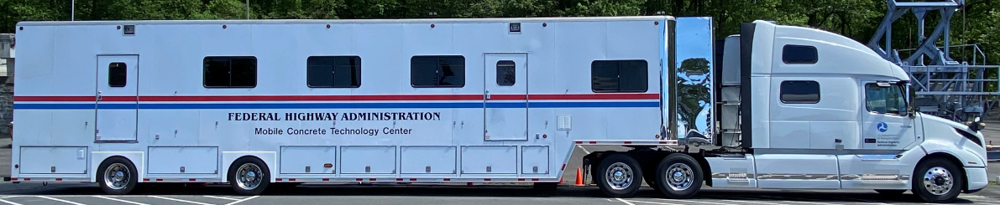 FEDERAL HIGHWAY ADMINISTRATION
Mobile Concrete Technology Center